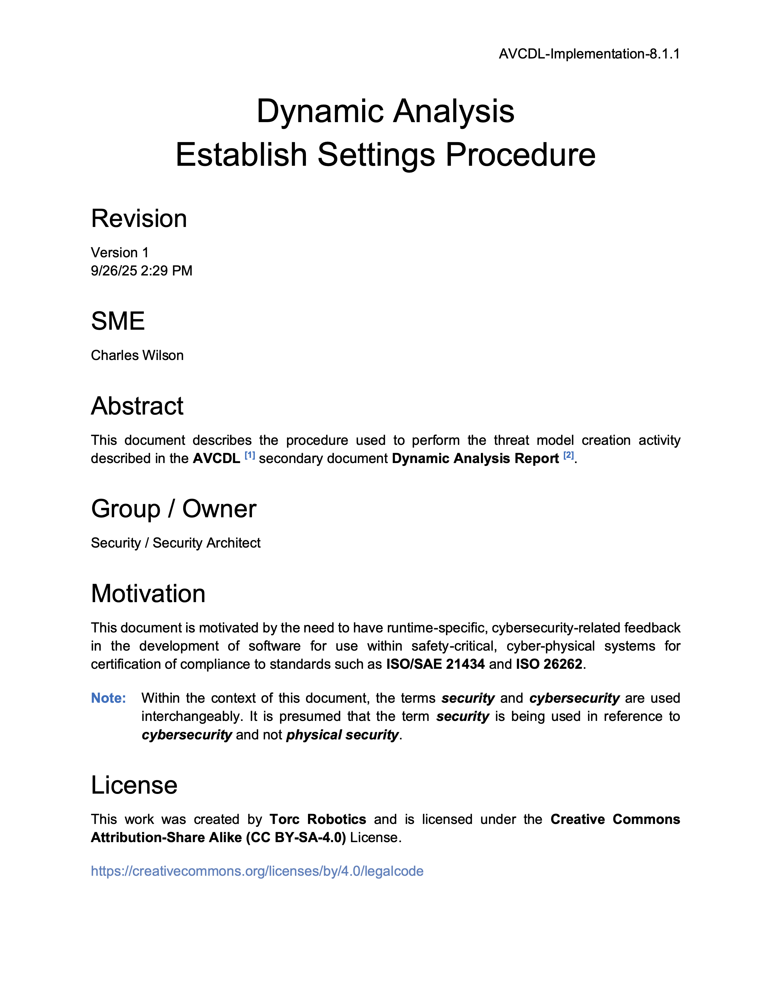 AVCDL-Implementation-8.1.1
Dynamic Analysis
Establish Settings Procedure
Revision
Version 1
9/26/25 2:29 PM
SME
Charles Wilson
Abstract
This document describes the procedure used to perform the threat model creation activity
described in the AVCDL [1] secondary document Dynamic Analysis Report [2].
Group / Owner
Security / Security Architect
Motivation
This document is motivated by the need to have runtime-specific, cybersecurity-related feedback
in the development of software for use within safety-critical, cyber-physical systems for
certification of compliance to standards such as ISO/SAE 21434 and ISO 26262.
Note: Within the context of this document, the terms security and cybersecurity are used
interchangeably. It is presumed that the term security is being used in reference to
cybersecurity and not physical security.
License
This work was created by Torc Robotics and is licensed under the Creative Commons
Attribution-Share Alike (CC BY-SA-4.0) License.
https://creativecommons.org/licenses/by/4.0/legalcode